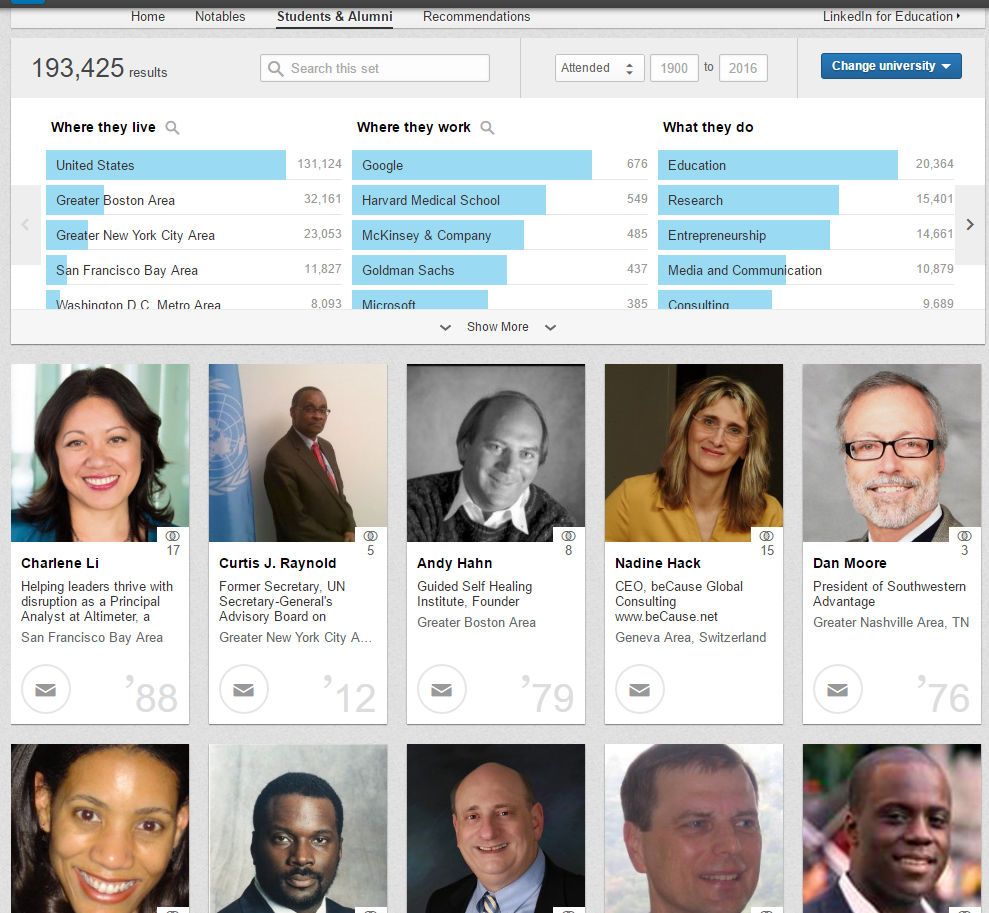 Home Notables Students & Alumni Recommendations LinkedIn for Education
193,425 results Search this set Attended 1900 to 2016 Change university
Where they live Where they work What they do
United States 131,124 Google 676 Education 20,364
Greater Boston Area 32,161 Harvard Medical School 549 Research 15,401
Greater New York City Area 23,053 McKinsey & Company 485 Entrepreneurship 14,661
San Francisco Bay Area 11,827 Goldman Sachs 437 Media and Communication 10,879
Washington D.C. Metro Area 8,093 Microsoft 385 Consulting 9,689
Show More
17
Charlene Li
Helping leaders thrive with
disruption as a Principal
Analyst at Altimeter, a
San Francisco Bay Area
'88
5
Curtis J. Raynold
Former Secretary, UN
Secretary-General's
Advisory Board on
Greater New York City A...
'12
8
Andy Hahn
Guided Self Healing
Institute, Founder
Greater Boston Area
'79
15
Nadine Hack
CEO, beCause Global
Consulting
www.beCause.net
Geneva Area, Switzerland
3
Dan Moore
President of Southwestern
Advantage
Greater Nashville Area, TN
'76